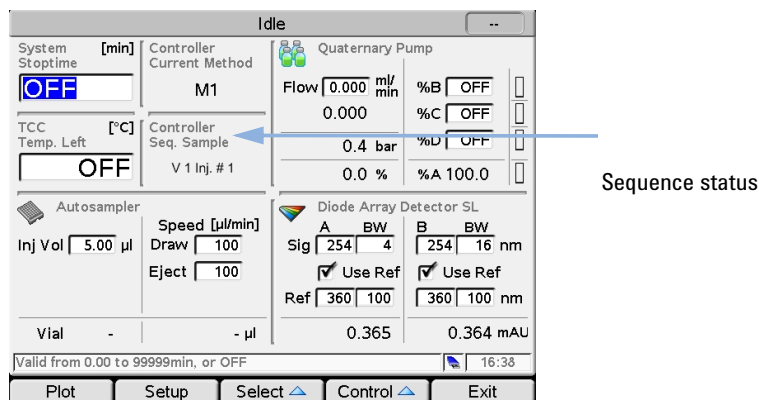 Idle
--
System [min]
Stoptime
OFF
Controller
Current Method
M1
TCC [°C]
Temp. Left
OFF
Controller
Seq. Sample
V 1 Inj. # 1
Quaternary Pump
Flow 0.000 ml/min
0.000
0.4 bar
0.0 %
%B OFF
%C OFF
%D OFF
%A 100.0
Sequence status
Autosampler
Speed [µl/min]
Inj Vol 5.00 µl
Draw 100
Eject 100
Vial - - µl
Diode Array Detector SL
A BW B BW
Sig 254 4 254 16 nm
Use Ref Use Ref
Ref 360 100 360 100 nm
0.365 0.364 mAU
Valid from 0.00 to 99999min, or OFF
16:38
Plot Setup Select Control Exit